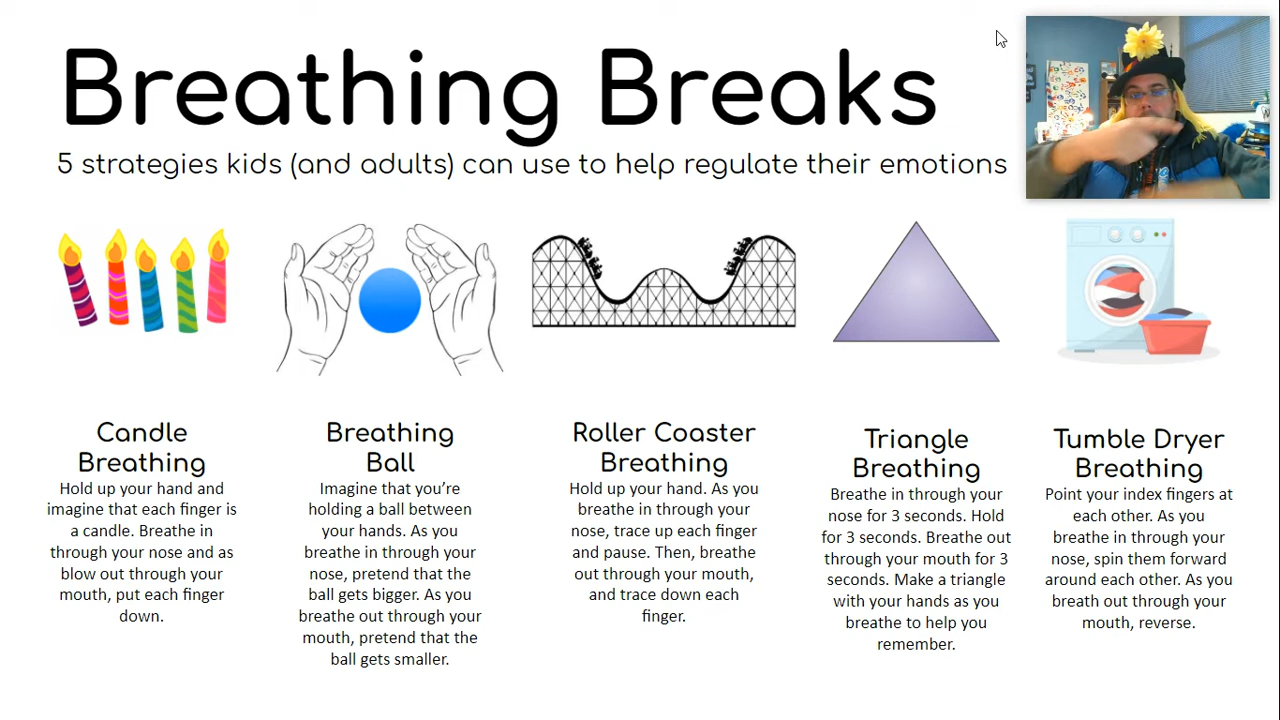 Breathing Breaks
5 strategies kids (and adults) can use to help regulate their emotions
Candle
Breathing
Hold up your hand and
imagine that each finger is
a candle. Breathe in
through your nose and as
blow out through your
mouth, put each finger
down.
Breathing
Ball
Imagine that you're
holding a ball between
your hands. As you
breathe in through your
nose, pretend that the
ball gets bigger. As you
breathe out through your
mouth, pretend that the
ball gets smaller.
Roller Coaster
Breathing
Hold up your hand. As you
breathe in through your
nose, trace up each finger
and pause. Then, breathe
out through your mouth,
and trace down each
finger.
Triangle
Breathing
Breathe in through your
nose for 3 seconds. Hold
for 3 seconds. Breathe out
through your mouth for 3
seconds. Make a triangle
with your hands as you
breathe to help you
remember.
Tumble Dryer
Breathing
Point your index fingers at
each other. As you
breathe in through your
nose, spin them forward
around each other. As you
breath out through your
mouth, reverse.